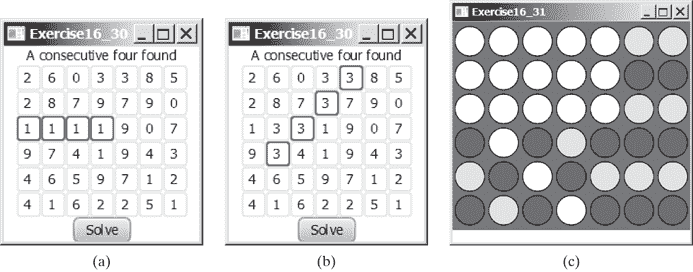 Exercise16_30
A consecutive four found
2 6 0 3 3 8 5
2 8 7 9 7 9 0
1 1 1 1 9 0 7
9 7 4 1 9 4 3
4 6 5 9 7 1 2
4 1 6 2 2 5 1
Solve
(a)
Exercise16_30
A consecutive four found
2 6 0 3 3 8 5
2 8 7 3 7 9 0
1 3 3 1 9 0 7
9 3 4 1 9 4 3
4 6 5 9 7 1 2
4 1 6 2 2 5 1
Solve
(b)
Exercise16_31
(c)